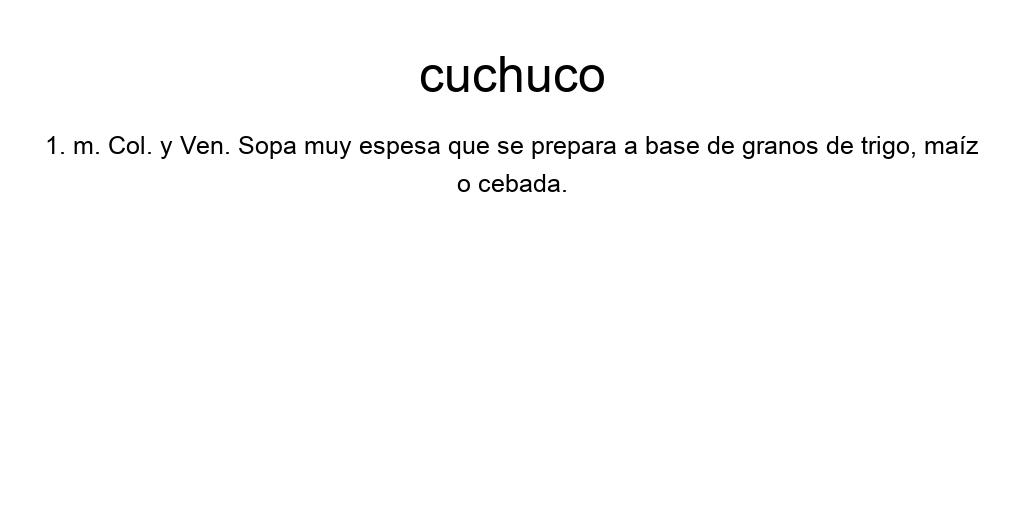 cuchuco
1. m. Col. y Ven. Sopa muy espesa que se prepara a base de granos de trigo, maíz
o cebada.